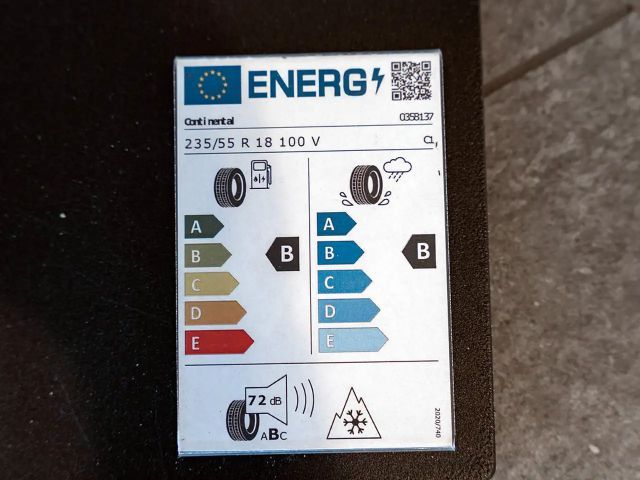 ENERG
Continental 0358137
235/55 R 18 100 V C1
A A
B B B B
C C
D D
E E
72 dB
ABC
2020/740